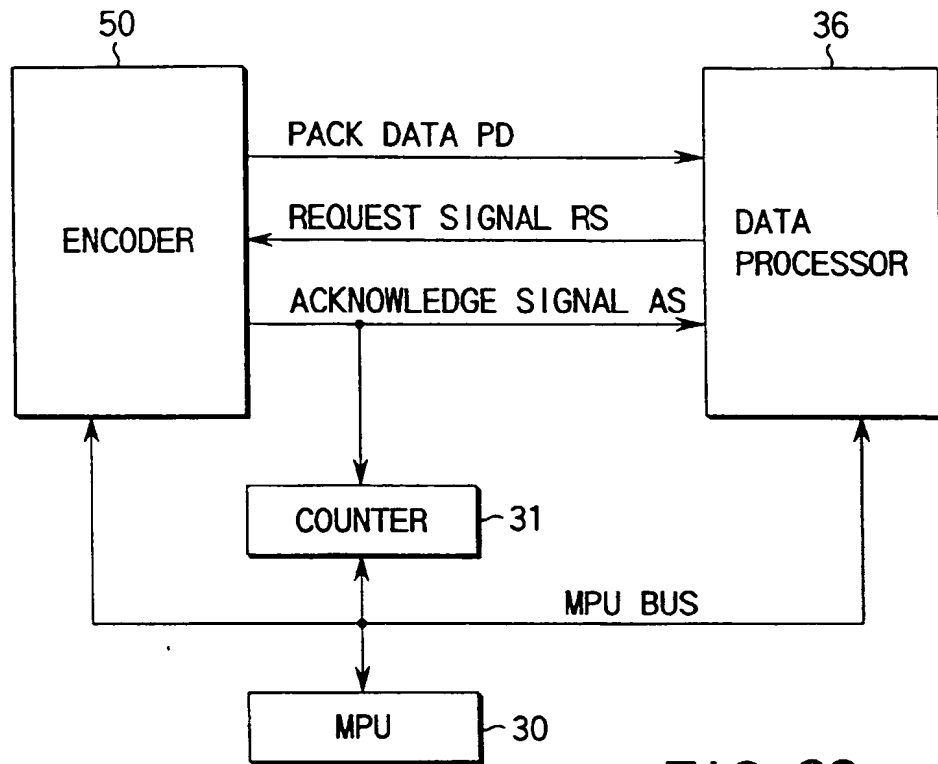 50
36
PACK DATA PD
REQUEST SIGNAL RS
ENCODER
DATA
PROCESSOR
ACKNOWLEDGE SIGNAL AS
COUNTER
31
MPU BUS
MPU
30